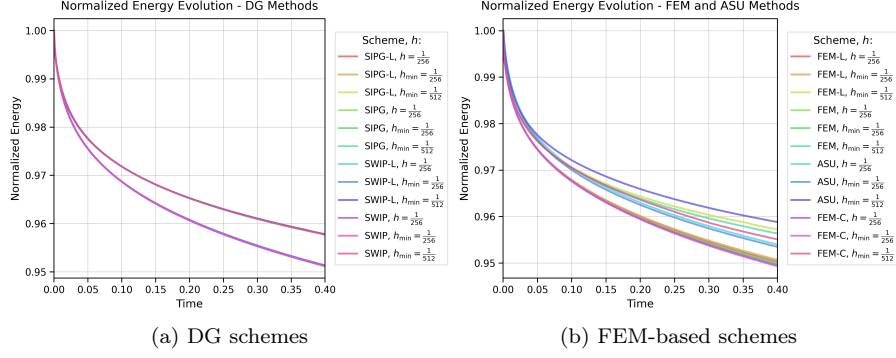 Normalized Energy Evolution - DG Methods
Normalized Energy
1.00
0.99
0.98
0.97
0.96
0.95
0.00 0.05 0.10 0.15 0.20 0.25 0.30 0.35 0.40
Time
Scheme, h:
SIPG-L, h = 1/256
SIPG-L, h_min = 1/256
SIPG-L, h_min = 1/512
SIPG, h = 1/256
SIPG, h_min = 1/256
SIPG, h_min = 1/512
SWIP-L, h = 1/256
SWIP-L, h_min = 1/256
SWIP-L, h_min = 1/512
SWIP, h = 1/256
SWIP, h_min = 1/256
SWIP, h_min = 1/512
(a) DG schemes
Normalized Energy Evolution - FEM and ASU Methods
Normalized Energy
1.00
0.99
0.98
0.97
0.96
0.95
0.00 0.05 0.10 0.15 0.20 0.25 0.30 0.35 0.40
Time
Scheme, h:
FEM-L, h = 1/256
FEM-L, h_min = 1/256
FEM-L, h_min = 1/512
FEM, h = 1/256
FEM, h_min = 1/256
FEM, h_min = 1/512
ASU, h = 1/256
ASU, h_min = 1/256
ASU, h_min = 1/512
FEM-C, h = 1/256
FEM-C, h_min = 1/256
FEM-C, h_min = 1/512
(b) FEM-based schemes